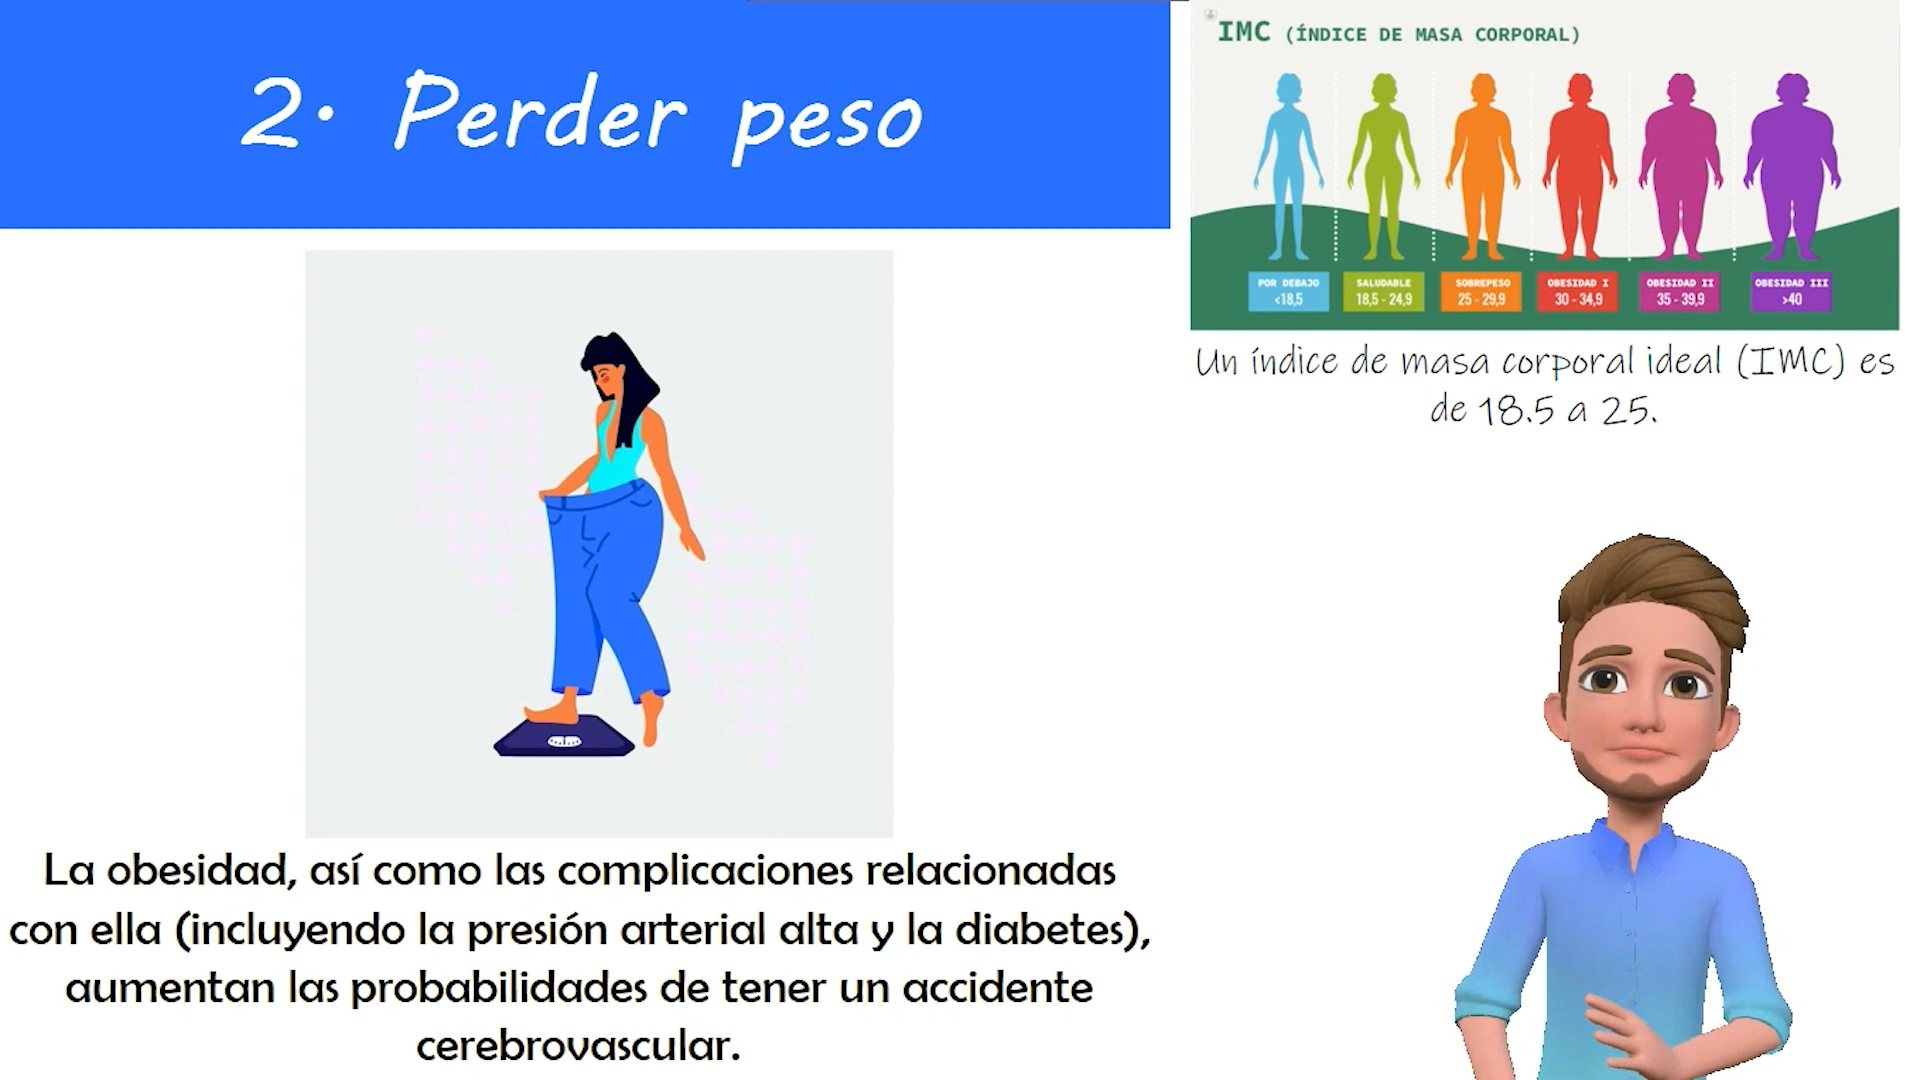 2. Perder peso
IMC (ÍNDICE DE MASA CORPORAL)
POR DEBAJO
<18,5
SALUDABLE
18,5 - 24,9
SOBREPESO
25 - 29,9
OBESIDAD I
30 - 34,9
OBESIDAD II
35 - 39,9
OBESIDAD III
>40
Un índice de masa corporal ideal (IMC) es
de 18.5 a 25.
La obesidad, así como las complicaciones relacionadas
con ella (incluyendo la presión arterial alta y la diabetes),
aumentan las probabilidades de tener un accidente
cerebrovascular.